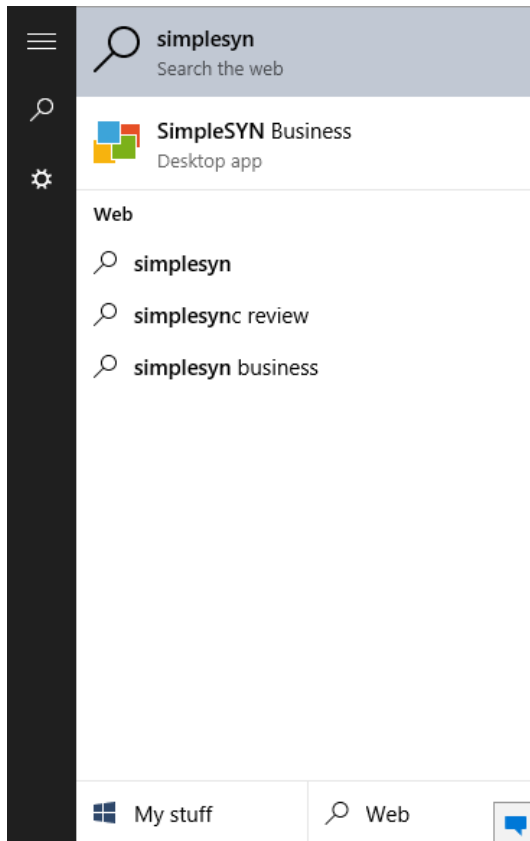 simplesyn
Search the web
SimpleSYN Business
Desktop app
Web
simplesyn
simplesync review
simplesyn business
My stuff
Web